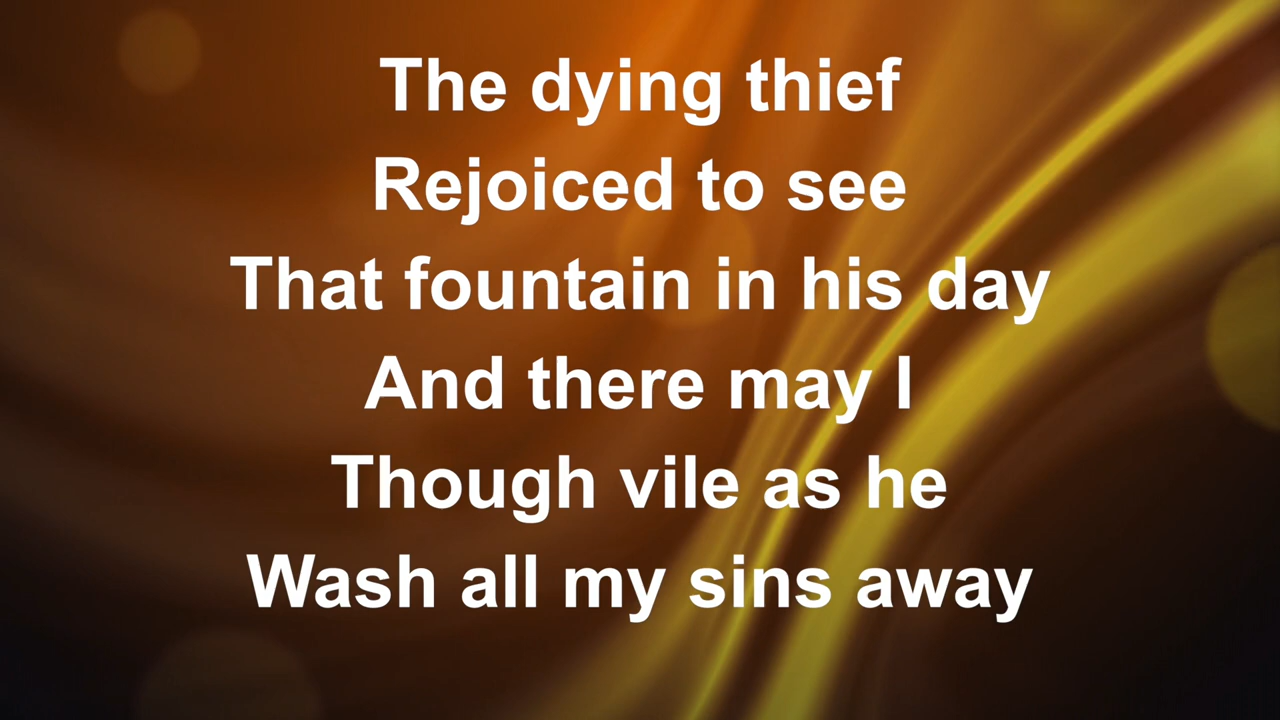 The dying thief
Rejoiced to see
That fountain in his day
And there may I
Though vile as he
Wash all my sins away